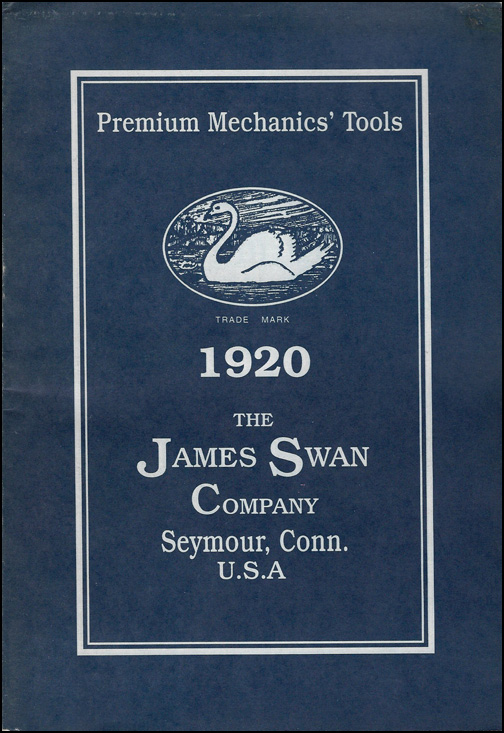 Premium Mechanics' Tools
TRADE MARK
1920
THE
JAMES SWAN
COMPANY
Seymour, Conn.
U.S.A